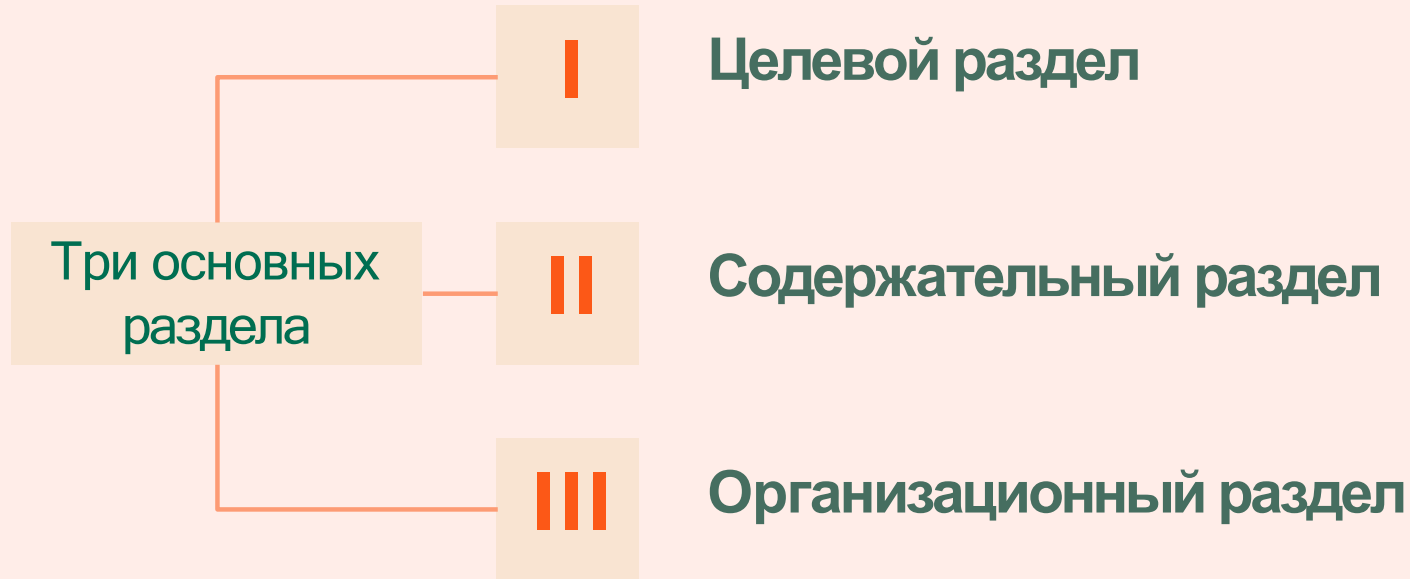 I
Целевой раздел
Три основных
раздела
II
Содержательный раздел
III
Организационный раздел